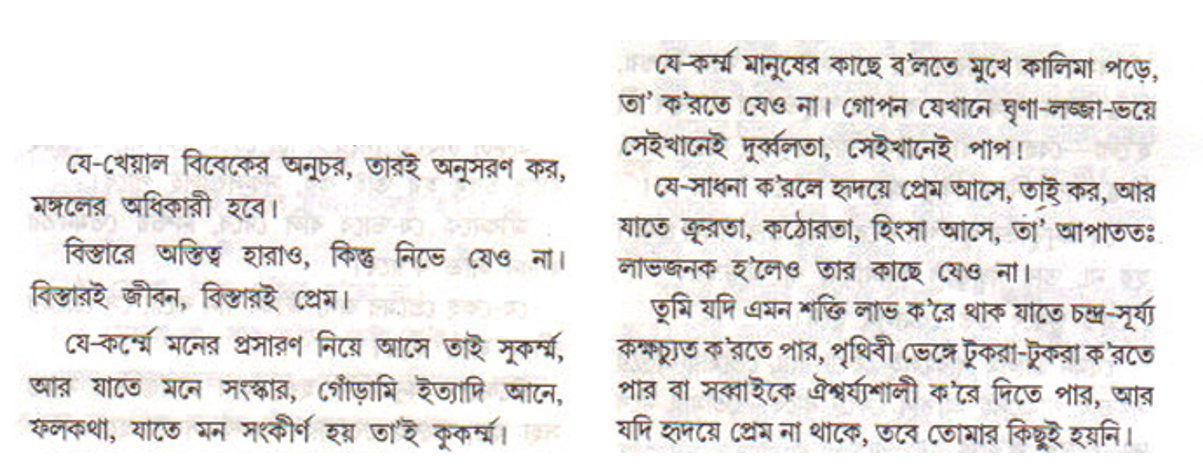 যে-খেয়াল বিবেকের অনুচর, তারই অনুসরণ কর,
মঙ্গলের অধিকারী হবে।
বিস্তারে অস্তিত্ব হারাও, কিন্তু নিভে যেও না।
বিস্তারই জীবন, বিস্তারই প্রেম।
যে-কর্ম্মে মনের প্রসারণ নিয়ে আসে তাই সুকর্ম্ম,
আর যাতে মনে সংস্কার, গোঁড়ামি ইত্যাদি আনে,
ফলকথা, যাতে মন সংকীর্ণ হয় তা'ই কুকর্ম্ম।
যে-কর্ম্ম মানুষের কাছে ব'লতে মুখে কালিমা পড়ে,
তা' ক'রতে যেও না। গোপন যেখানে ঘৃণা-লজ্জা-ভয়ে
সেইখানেই দুর্ব্বলতা, সেইখানেই পাপ!
যে-সাধনা ক'রলে হৃদয়ে প্রেম আসে, তাই কর, আর
যাতে ক্রূরতা, কঠোরতা, হিংসা আসে, তা' আপাততঃ
লাভজনক হ'লেও তার কাছে যেও না।
তুমি যদি এমন শক্তি লাভ ক'রে থাক যাতে চন্দ্র-সূর্য্য
কক্ষচ্যুত ক'রতে পার, পৃথিবী ভেঙ্গে টুকরা-টুকরা ক'রতে
পার বা সব্বাইকে ঐশ্বর্য্যশালী ক'রে দিতে পার, আর
যদি হৃদয়ে প্রেম না থাকে, তবে তোমার কিছুই হয়নি।